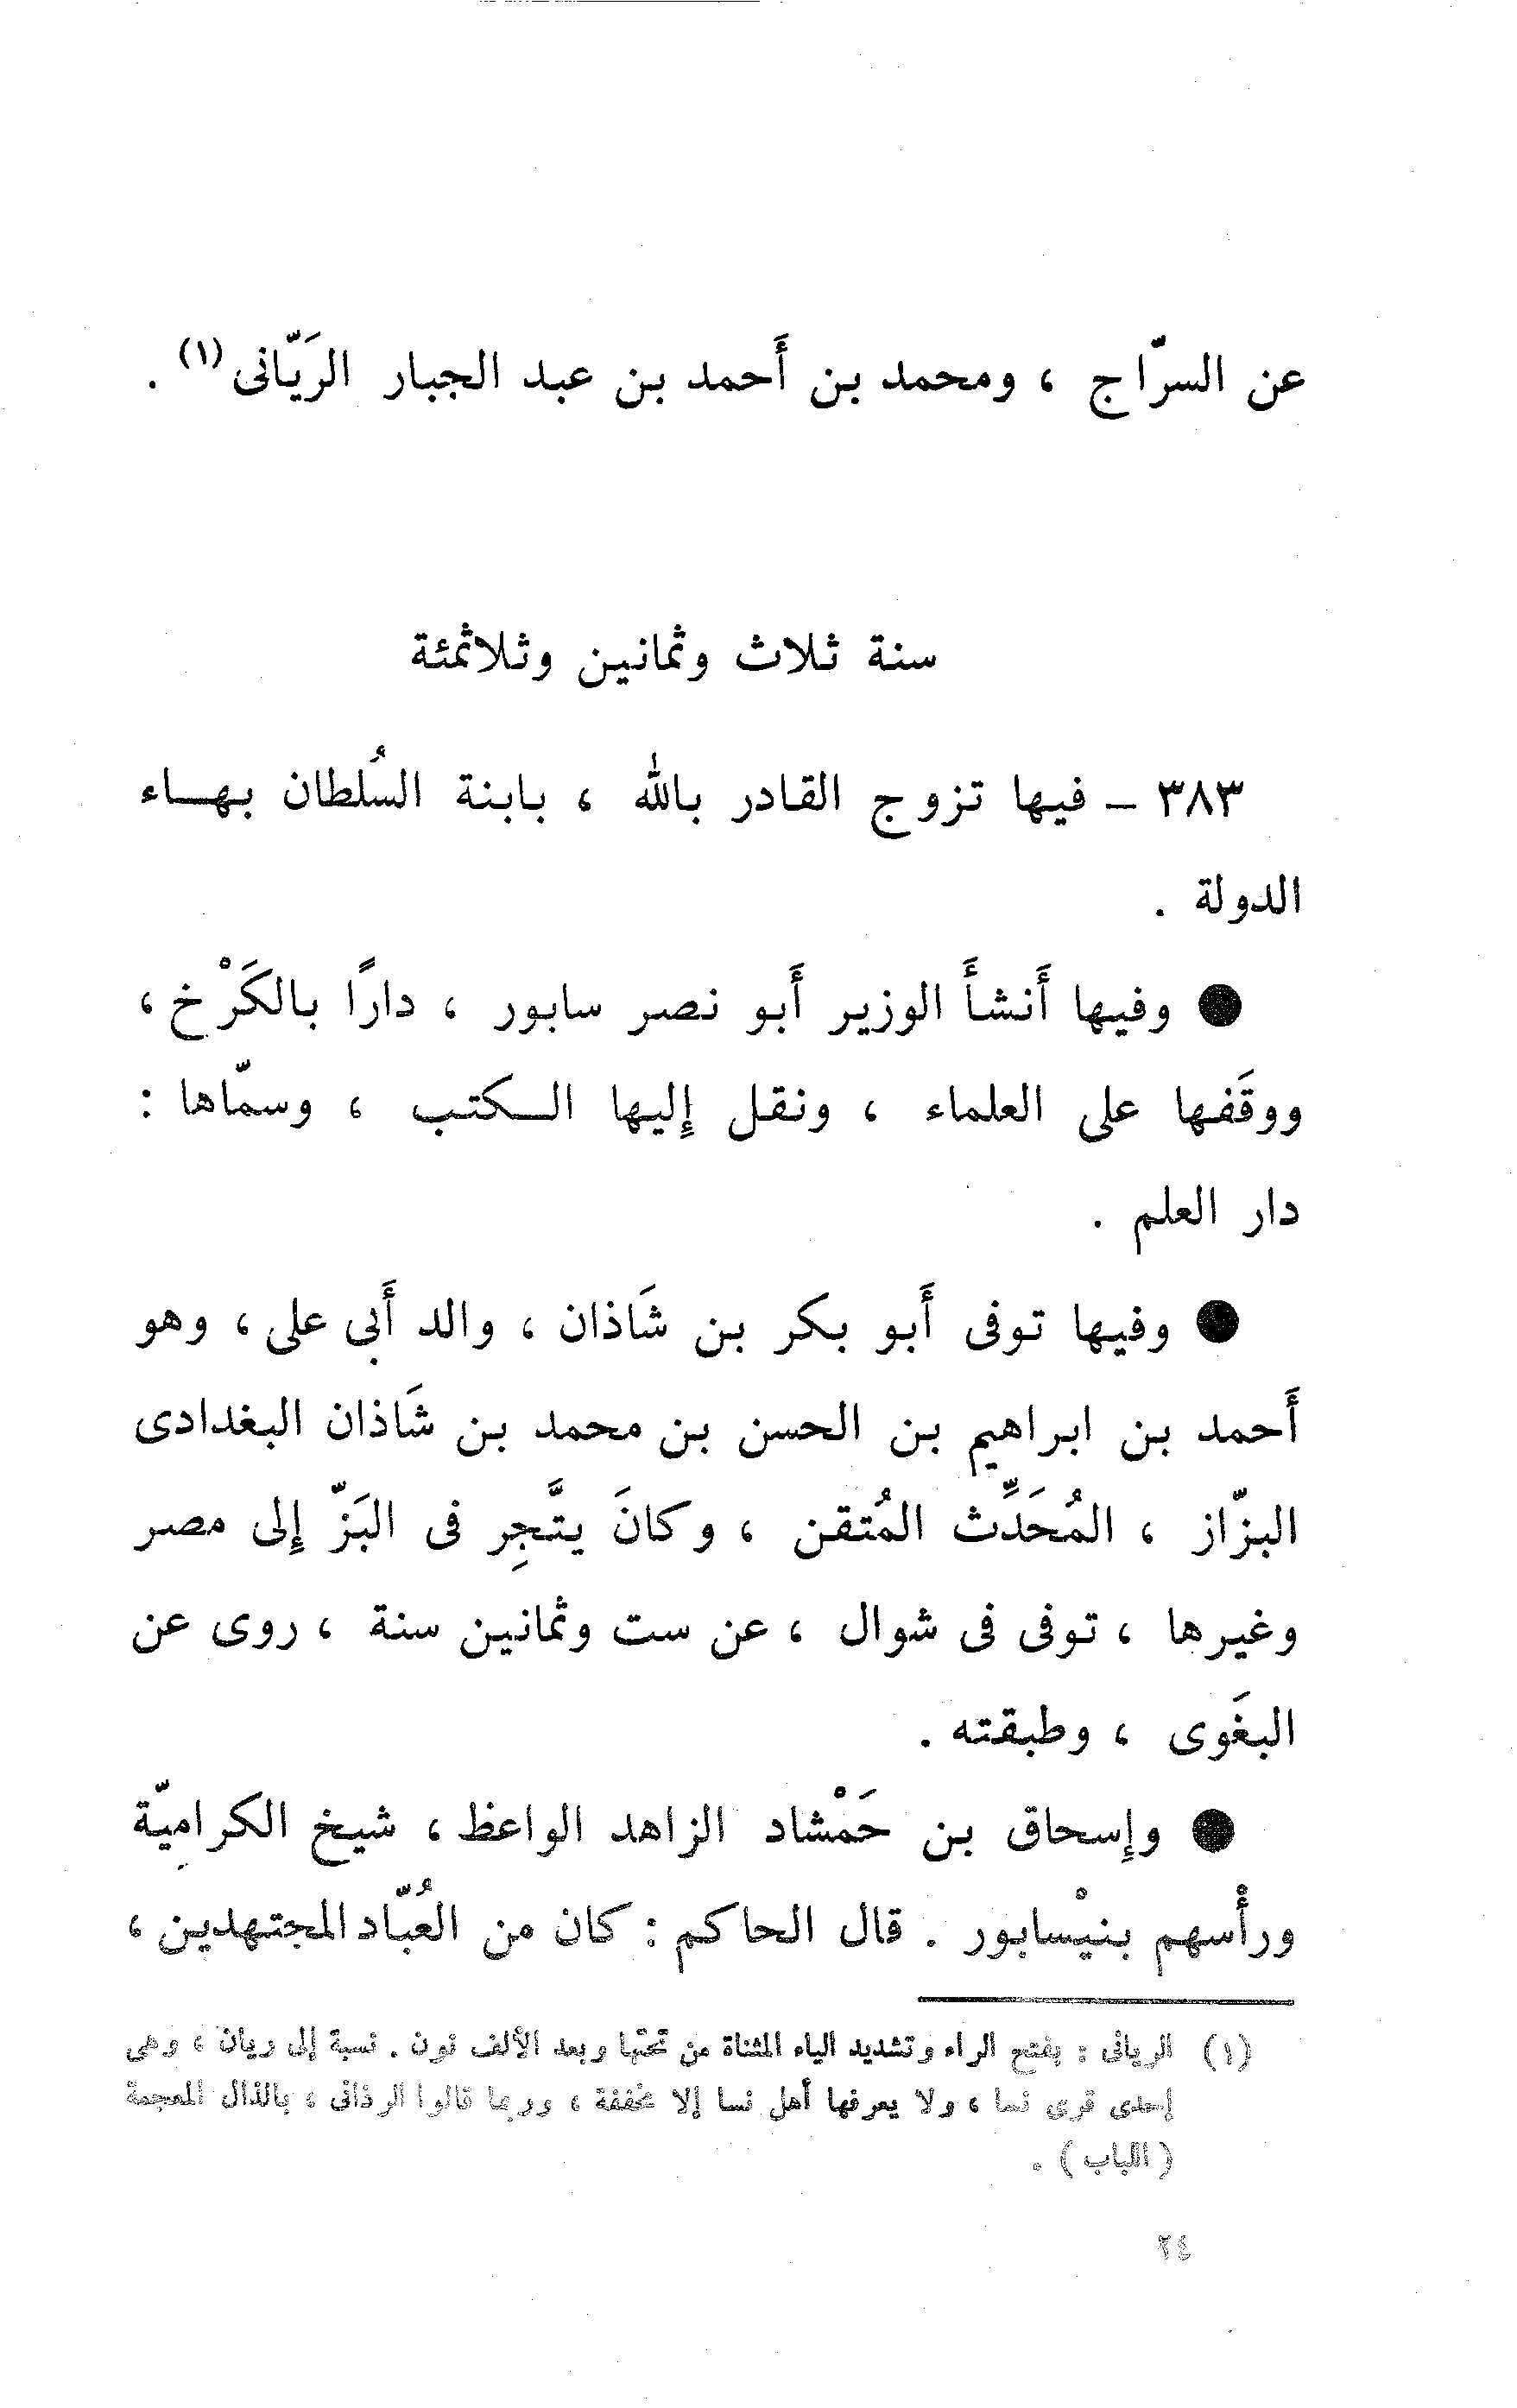 عن السرّاج ، ومحمد بن أَحمد بن عبد الجبار الرَيّانى (١) .
سنة ثلاث وثمانين وثلاثمئة
٣٨٣ – فيها تزوج القادر بالله ، بابنة السُلطان بهاء
الدولة .
● وفيها أَنشأَ الوزير أَبو نصر سابور ، دارًا بالكَرْخ ،
ووقَفها على العلماء ، ونقل إليها الكتب ، وسمّاها :
دار العلم .
● وفيها توفى أَبو بكر بن شَاذان ، والد أَبى على ، وهو
أَحمد بن ابراهيم بن الحسن بن محمد بن شَاذان البغدادى
البزّاز ، المُحَدِّث المُتقن ، وكانَ يتَّجِر فى البَزّ إلى مصر
وغيرها ، توفى فى شوال ، عن ست وثمانين سنة ، روى عن
البغَوى ، وطبقته .
● وإسحاق بن حَمْشاد الزاهد الواعظ ، شيخ الكراميّة
ورأْسهم بنيْسابور . قال الحاكم : كان من العُبّاد المجتهدين ،
(١) الريانى : بفتح الراء وتشديد الياء المثناة من تحتها وبعد الألف نون . نسبة إلى ريان ، وهى
إحدى قرى نسا ، ولا يعرفها أهل نسا إلا مخففة ، وربما قالوا الرذانى ، بالذال المعجمة
( اللباب ) .
٢٤